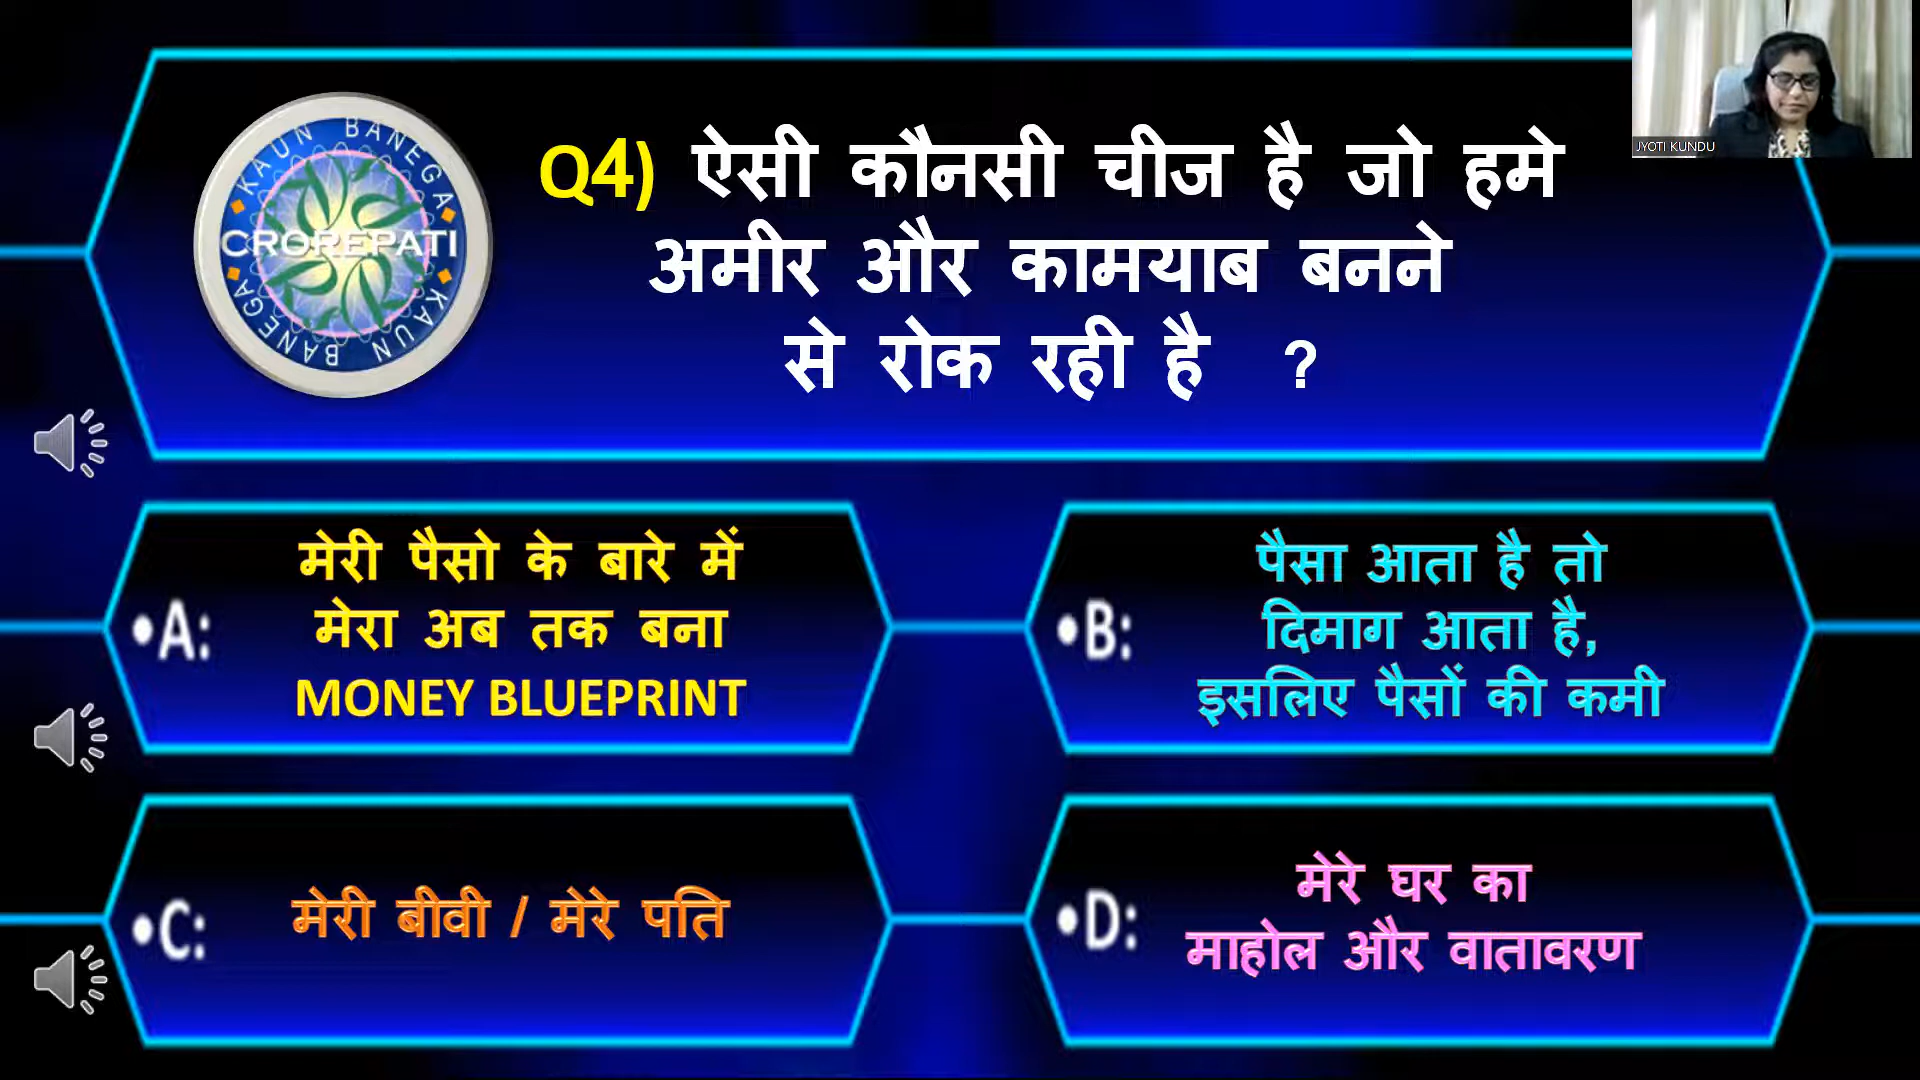 KAUN BANEGA
CROREPATI
KAUN BANEGA
JYOTI KUNDU
Q4) ऐसी कौनसी चीज है जो हमे
अमीर और कामयाब बनने
से रोक रही है ?
•A:
मेरी पैसो के बारे में
मेरा अब तक बना
MONEY BLUEPRINT
•B:
पैसा आता है तो
दिमाग आता है,
इसलिए पैसों की कमी
•C:
मेरी बीवी / मेरे पति
•D:
मेरे घर का
माहोल और वातावरण